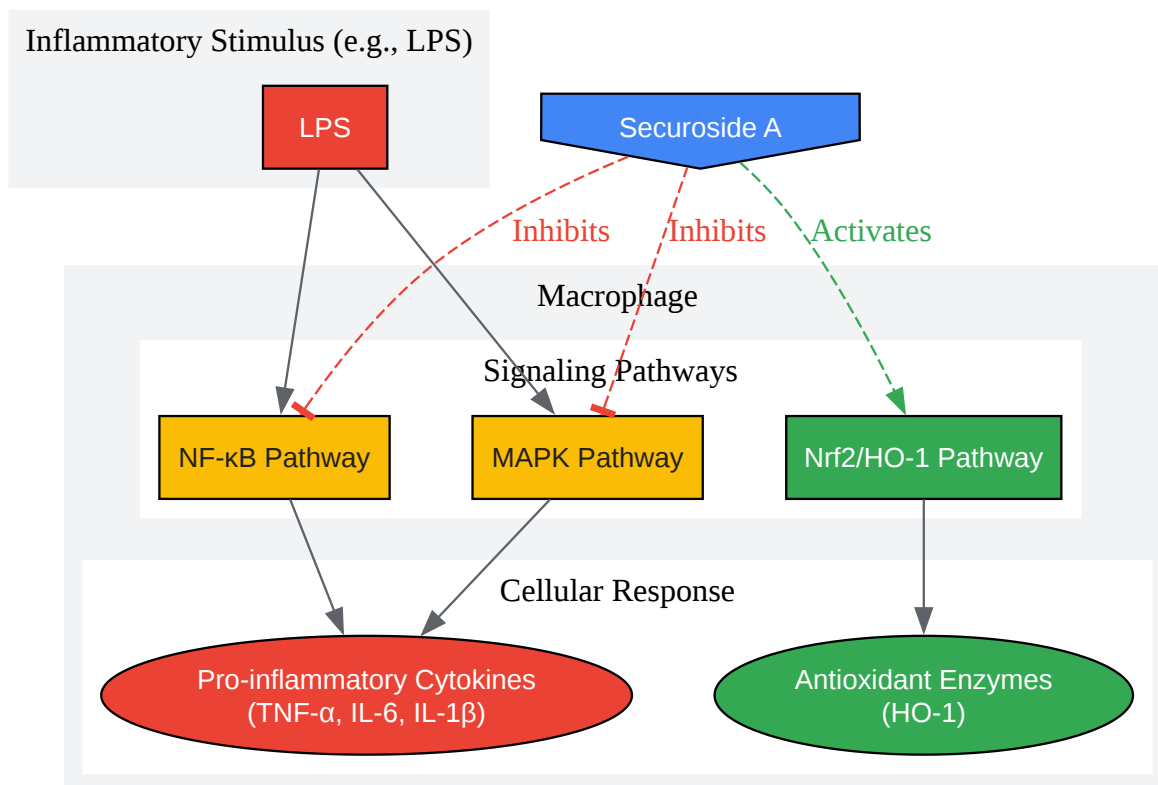 Inflammatory Stimulus (e.g., LPS)
LPS
Securoside A
Inhibits
Inhibits
Activates
Macrophage
Signaling Pathways
NF-κB Pathway
MAPK Pathway
Nrf2/HO-1 Pathway
Cellular Response
Pro-inflammatory Cytokines
(TNF-α, IL-6, IL-1β)
Antioxidant Enzymes
(HO-1)